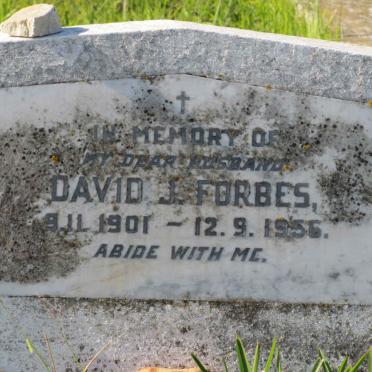 IN MEMORY OF
MY DEAR HUSBAND
DAVID J. FORBES,
9.11.1901 - 12.9.1956.
ABIDE WITH ME.